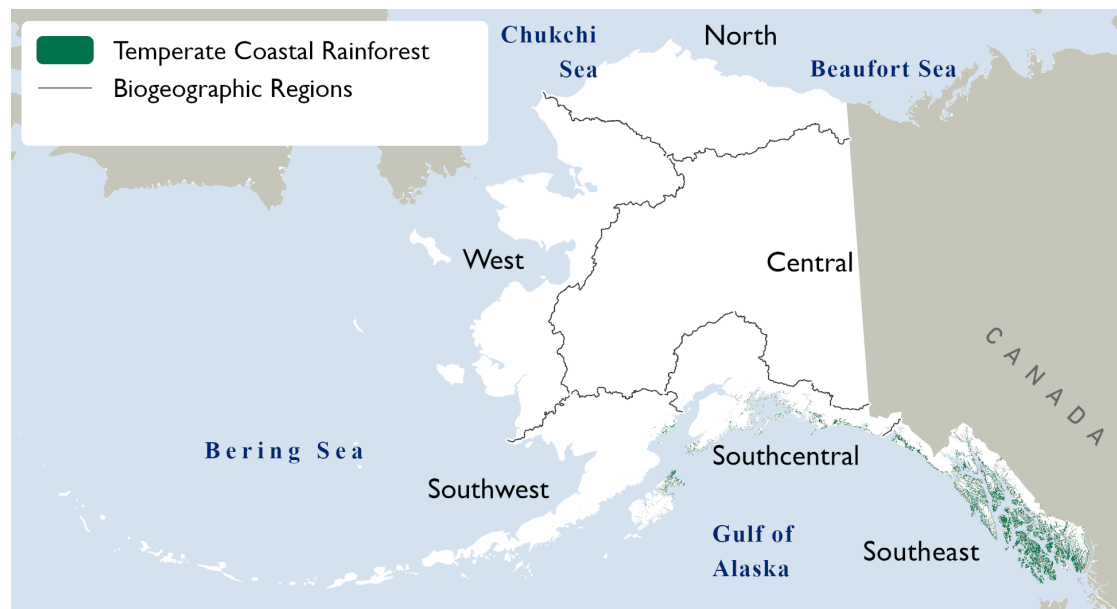 Temperate Coastal Rainforest
Biogeographic Regions
Chukchi
Sea
North
Beaufort Sea
West
Central
CANADA
Bering Sea
Southwest
Southcentral
Gulf of
Alaska
Southeast